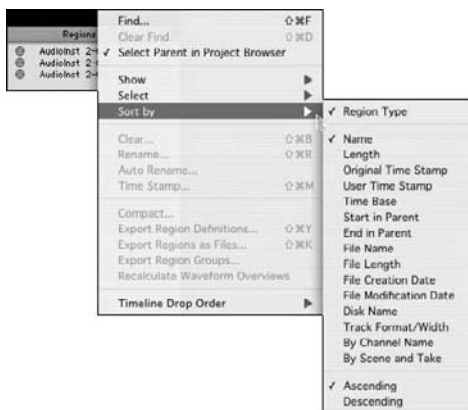 Regions
AudioInst 2-
AudioInst 2-
AudioInst 2-
Find... ⇧⌘F
Clear Find ⇧⌘D
✓ Select Parent in Project Browser
Show ▶
Select ▶
Sort by ▶
Clear... ⇧⌘B
Rename... ⇧⌘R
Auto Rename...
Time Stamp... ⇧⌘M
Compact...
Export Region Definitions... ⇧⌘Y
Export Regions as Files... ⇧⌘K
Export Region Groups...
Recalculate Waveform Overviews
Timeline Drop Order ▶
✓ Region Type
✓ Name
Length
Original Time Stamp
User Time Stamp
Time Base
Start in Parent
End in Parent
File Name
File Length
File Creation Date
File Modification Date
Disk Name
Track Format/Width
By Channel Name
By Scene and Take
✓ Ascending
Descending